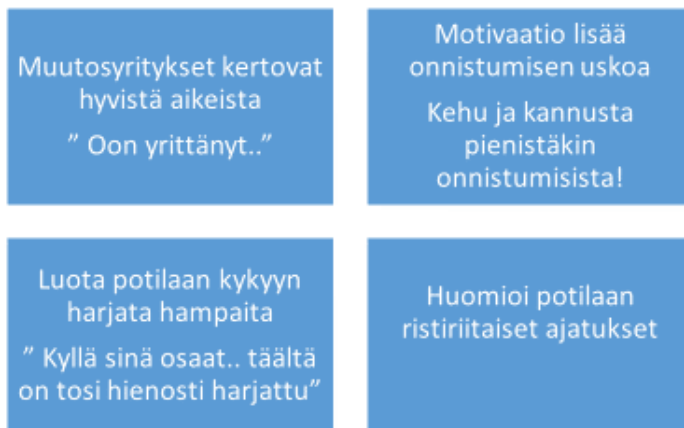 Muutosyritykset kertovat
hyvistä aikeista
” Oon yrittänyt..”
Motivaatio lisää
onnistumisen uskoa
Kehu ja kannusta
pienistäkin
onnistumisista!
Luota potilaan kykyyn
harjata hampaita
” Kyllä sinä osaat.. täältä
on tosi hienosti harjattu”
Huomioi potilaan
ristiriitaiset ajatukset